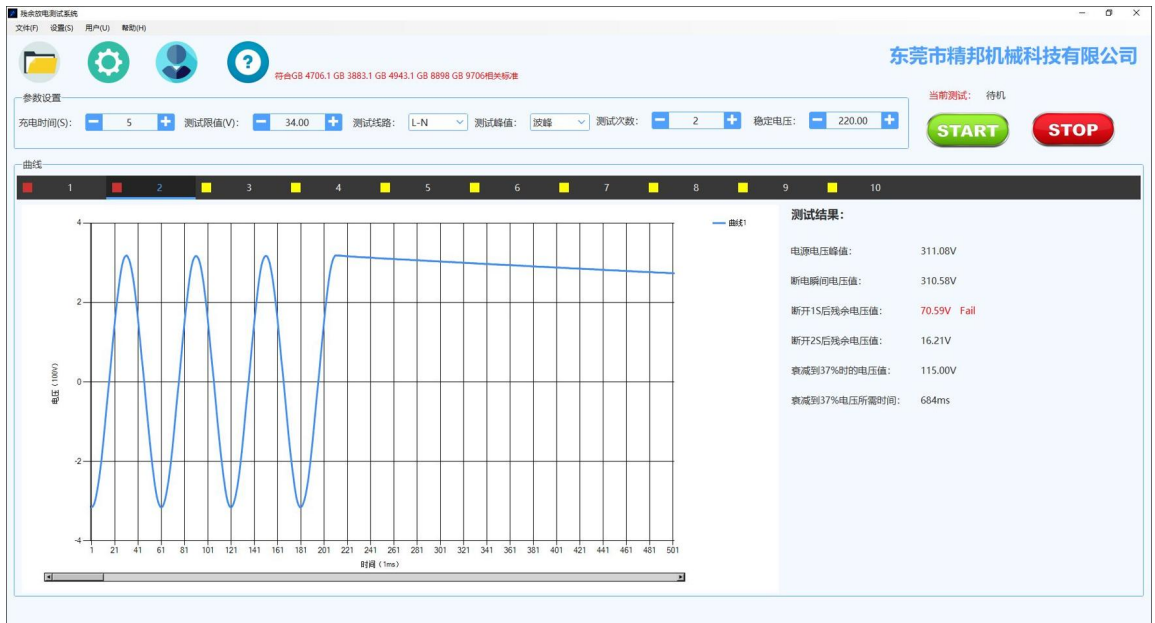 残余放电测试系统
文件(F) 设置(S) 用户(U) 帮助(H)
?
符合GB 4706.1 GB 3883.1 GB 4943.1 GB 8898 GB 9706相关标准
东莞市精邦机械科技有限公司
参数设置
充电时间(S): 5 测试限值(V): 34.00 测试线路: L-N 测试峰值: 波峰 测试次数: 2 稳定电压: 220.00
当前测试: 待机
START STOP
曲线
1 2 3 4 5 6 7 8 9 10
4
2
0
-2
-4
电压 (100V)
1 21 41 61 81 101 121 141 161 181 201 221 241 261 281 301 321 341 361 381 401 421 441 461 481 501
时间 (1ms)
曲线1
测试结果:
电源电压峰值: 311.08V
断电瞬间电压值: 310.58V
断开1S后残余电压值: 70.59V Fail
断开2S后残余电压值: 16.21V
衰减到37%时的电压值: 115.00V
衰减到37%电压所需时间: 684ms